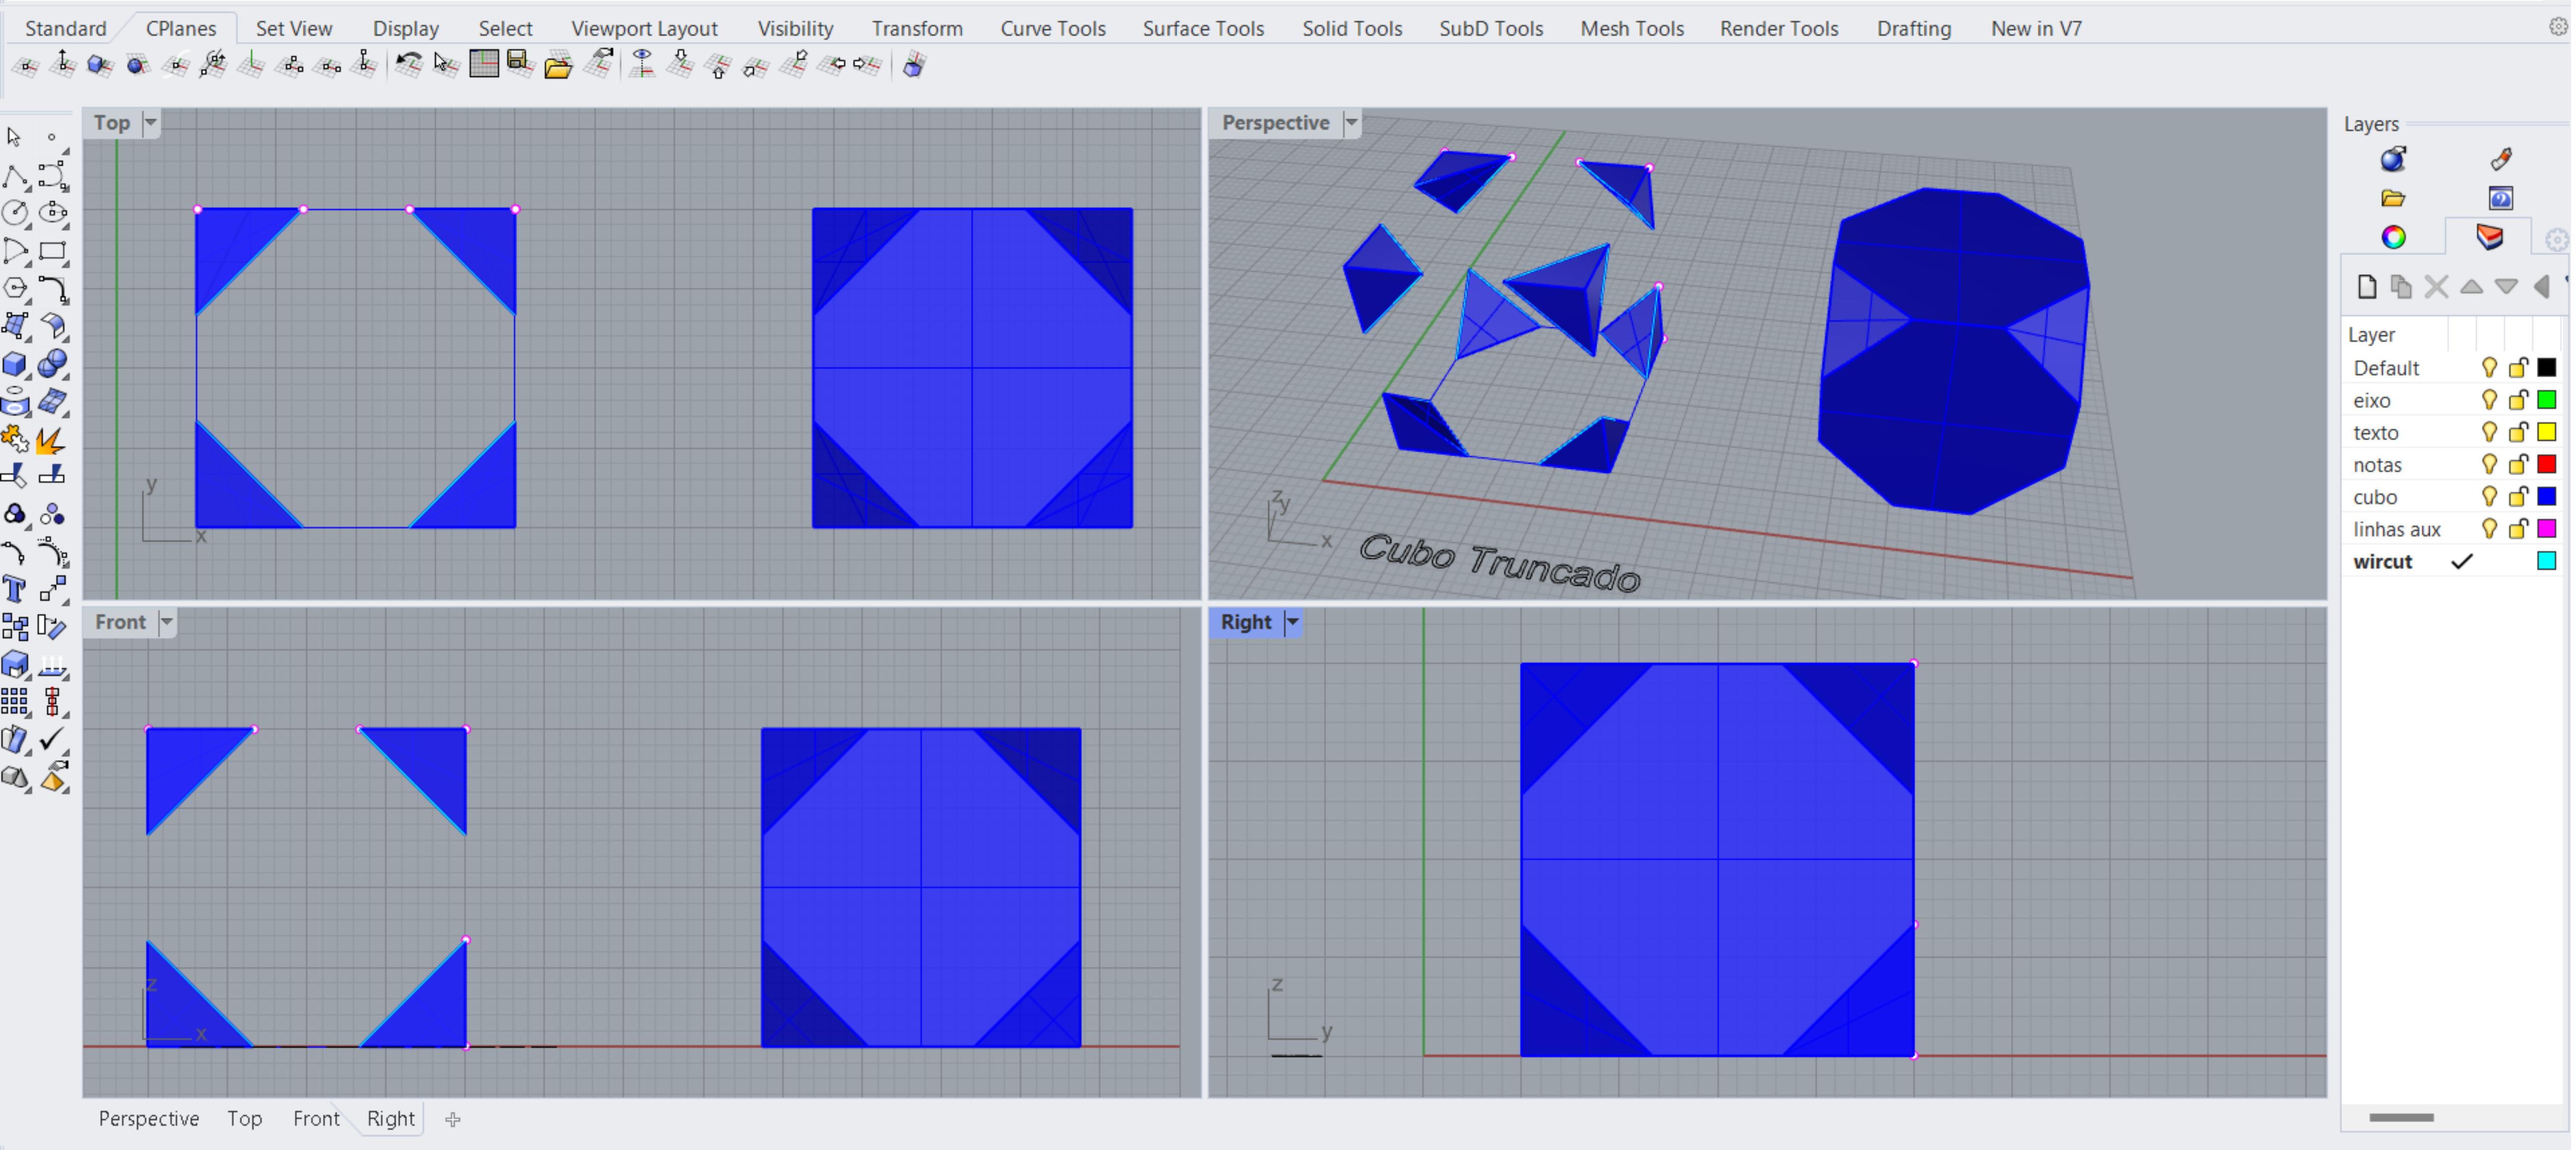 Standard CPlanes Set View Display Select Viewport Layout Visibility Transform Curve Tools Surface Tools Solid Tools SubD Tools Mesh Tools Render Tools Drafting New in V7
Top
y
x
Perspective
z
y
x
Cubo Truncado
Front
z
x
Right
z
y
Perspective Top Front Right
Layers
Layer
Default
eixo
texto
notas
cubo
linhas aux
wircut